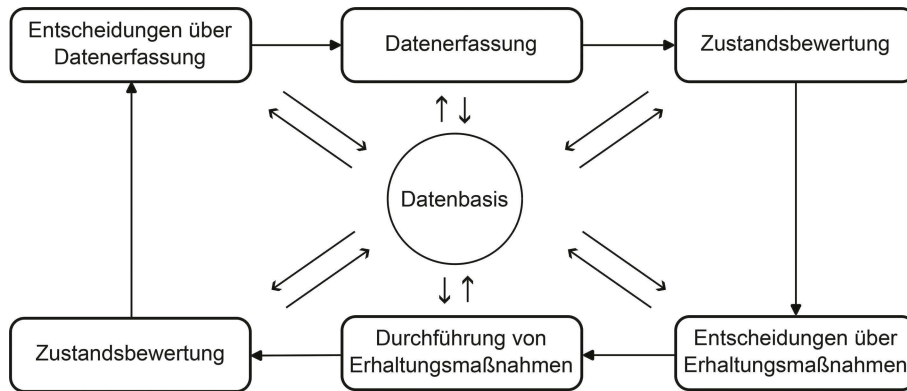 Entscheidungen über
Datenerfassung
Datenerfassung
Zustandsbewertung
Datenbasis
Zustandsbewertung
Durchführung von
Erhaltungsmaßnahmen
Entscheidungen über
Erhaltungsmaßnahmen